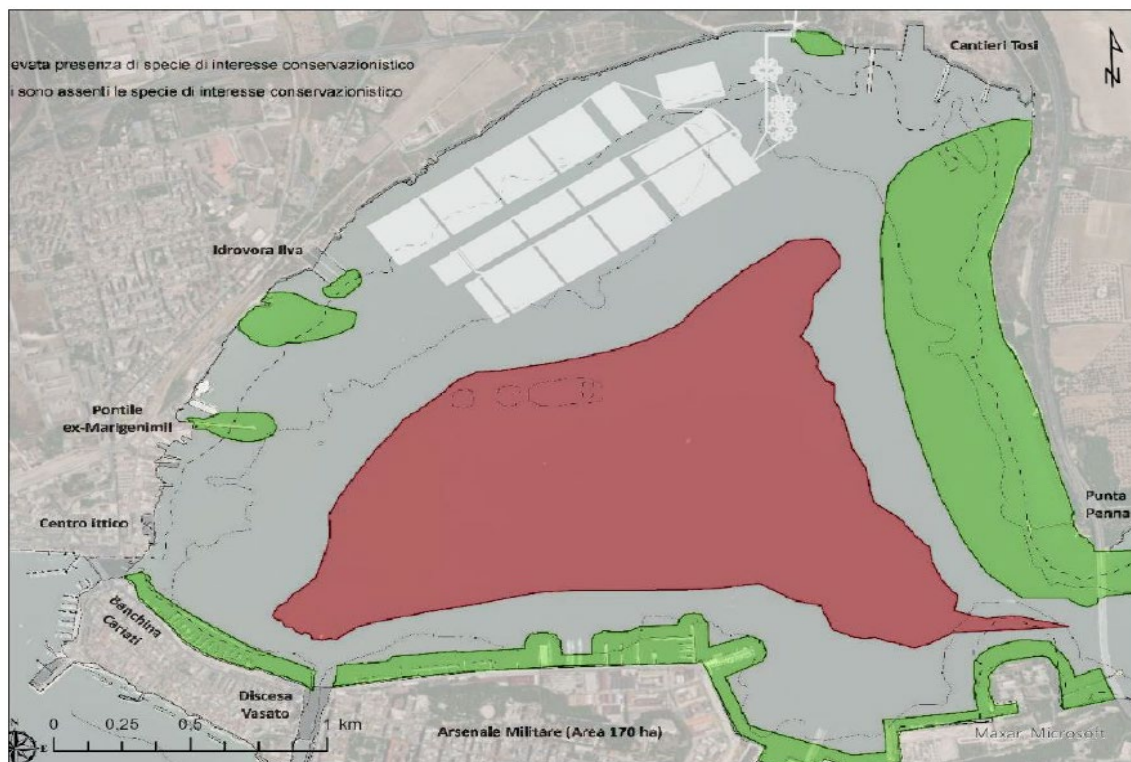 Cantieri Tosi
evata presenza di specie di interesse conservazionistico
i sono assenti le specie di interesse conservazionistico
N
Idrovora Ilva
Pontile
ex-Marigenimil
Punta
Penna
Centro ittico
Banchina
Cariati
Discesa
Vasato
0 0,25 0,5 1 km
Arsenale Militare (Area 170 ha)
Maxar, Microsoft
E